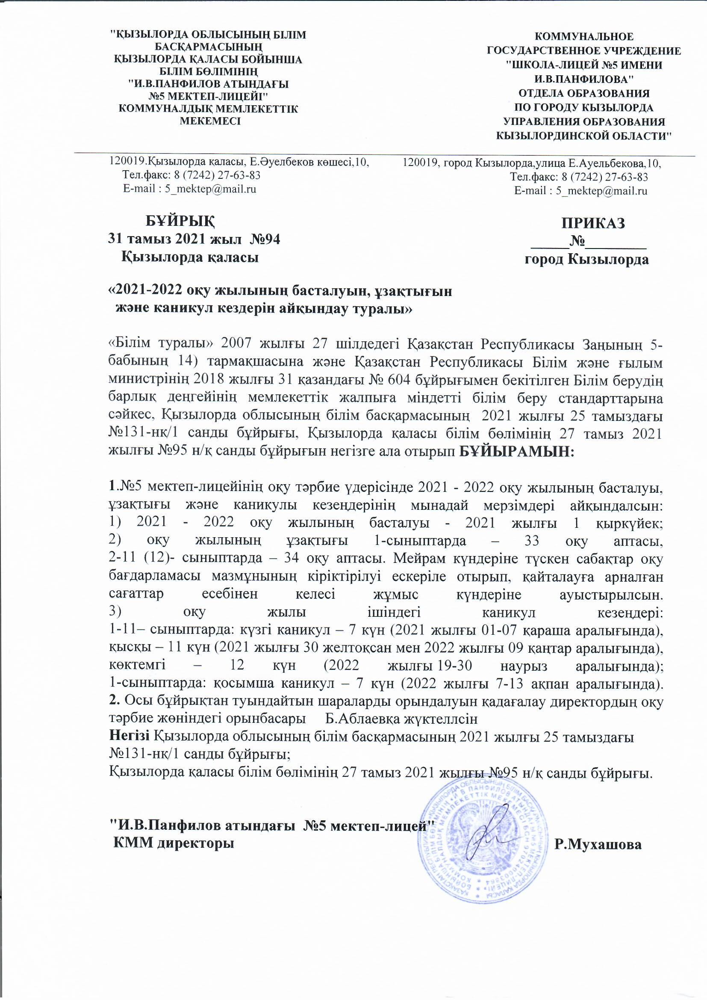 "ҚЫЗЫЛОРДА ОБЛЫСЫНЫҢ БІЛІМ
БАСҚАРМАСЫНЫҢ
ҚЫЗЫЛОРДА ҚАЛАСЫ БОЙЫНША
БІЛІМ БӨЛІМІНІҢ
"И.В.ПАНФИЛОВ АТЫНДАҒЫ
№5 МЕКТЕП-ЛИЦЕЙІ"
КОММУНАЛДЫҚ МЕМЛЕКЕТТІК
МЕКЕМЕСІ
КОММУНАЛЬНОЕ
ГОСУДАРСТВЕННОЕ УЧРЕЖДЕНИЕ
"ШКОЛА-ЛИЦЕЙ №5 ИМЕНИ
И.В.ПАНФИЛОВА"
ОТДЕЛА ОБРАЗОВАНИЯ
ПО ГОРОДУ КЫЗЫЛОРДА
УПРАВЛЕНИЯ ОБРАЗОВАНИЯ
КЫЗЫЛОРДИНСКОЙ ОБЛАСТИ"
120019.Қызылорда қаласы, Е.Әуелбеков көшесі,10,
Тел.факс: 8 (7242) 27-63-83
E-mail : 5_mektep@mail.ru
120019, город Кызылорда,улица Е.Ауельбекова,10,
Тел.факс: 8 (7242) 27-63-83
E-mail : 5_mektep@mail.ru
БҰЙРЫҚ
31 тамыз 2021 жыл №94
Қызылорда қаласы
ПРИКАЗ
_____№________
город Кызылорда
«2021-2022 оқу жылының басталуын, ұзақтығын
және каникул кездерін айқындау туралы»
«Білім туралы» 2007 жылғы 27 шілдедегі Қазақстан Республикасы Заңының 5-
бабының 14) тармақшасына және Қазақстан Республикасы Білім және ғылым
министрінің 2018 жылғы 31 қазандағы № 604 бұйрығымен бекітілген Білім берудің
барлық деңгейінің мемлекеттік жалпыға міндетті білім беру стандарттарына
сәйкес, Қызылорда облысының білім басқармасының 2021 жылғы 25 тамыздағы
№131-нқ/1 санды бұйрығы, Қызылорда қаласы білім бөлімінің 27 тамыз 2021
жылғы №95 н/қ санды бұйрығын негізге ала отырып БҰЙЫРАМЫН:
1.№5 мектеп-лицейінің оқу тәрбие үдерісінде 2021 - 2022 оқу жылының басталуы,
ұзақтығы және каникулы кезеңдерінің мынадай мерзімдері айқындалсын:
1) 2021 - 2022 оқу жылының басталуы - 2021 жылғы 1 қыркүйек;
2) оқу жылының ұзақтығы 1-сыныптарда – 33 оқу аптасы,
2-11 (12)- сыныптарда – 34 оқу аптасы. Мейрам күндеріне түскен сабақтар оқу
бағдарламасы мазмұнының кіріктірілуі ескеріле отырып, қайталауға арналған
сағаттар есебінен келесі жұмыс күндеріне ауыстырылсын.
3) оқу жылы ішіндегі каникул кезеңдері:
1-11– сыныптарда: күзгі каникул – 7 күн (2021 жылғы 01-07 қараша аралығында),
қысқы – 11 күн (2021 жылғы 30 желтоқсан мен 2022 жылғы 09 қаңтар аралығында),
көктемгі – 12 күн (2022 жылғы 19-30 наурыз аралығында);
1-сыныптарда: қосымша каникул – 7 күн (2022 жылғы 7-13 ақпан аралығында).
2. Осы бұйрықтан туындайтын шараларды орындалуын қадағалау директордың оқу
тәрбие жөніндегі орынбасары Б.Аблаевқа жүктеллсін
Негізі Қызылорда облысының білім басқармасының 2021 жылғы 25 тамыздағы
№131-нқ/1 санды бұйрығы;
Қызылорда қаласы білім бөлімінің 27 тамыз 2021 жылғы №95 н/қ санды бұйрығы.
"И.В.Панфилов атындағы №5 мектеп-лицей"
КММ директоры
Р.Мухашова